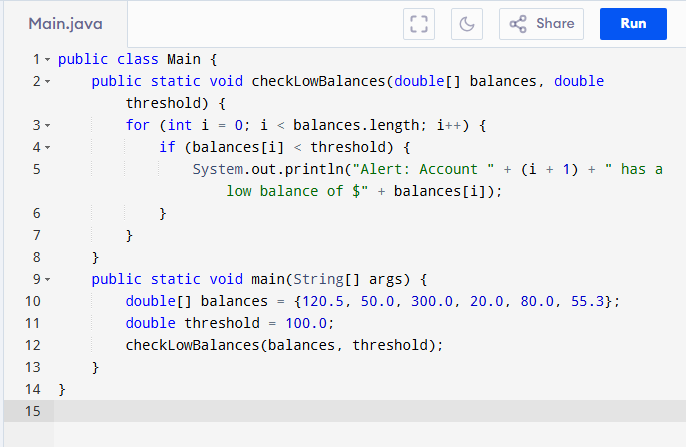 Main.java
Share
Run
1 public class Main {
2     public static void checkLowBalances(double[] balances, double
        threshold) {
3         for (int i = 0; i < balances.length; i++) {
4             if (balances[i] < threshold) {
5                 System.out.println("Alert: Account " + (i + 1) + " has a
                    low balance of $" + balances[i]);
6             }
7         }
8     }
9     public static void main(String[] args) {
10         double[] balances = {120.5, 50.0, 300.0, 20.0, 80.0, 55.3};
11         double threshold = 100.0;
12         checkLowBalances(balances, threshold);
13     }
14 }
15